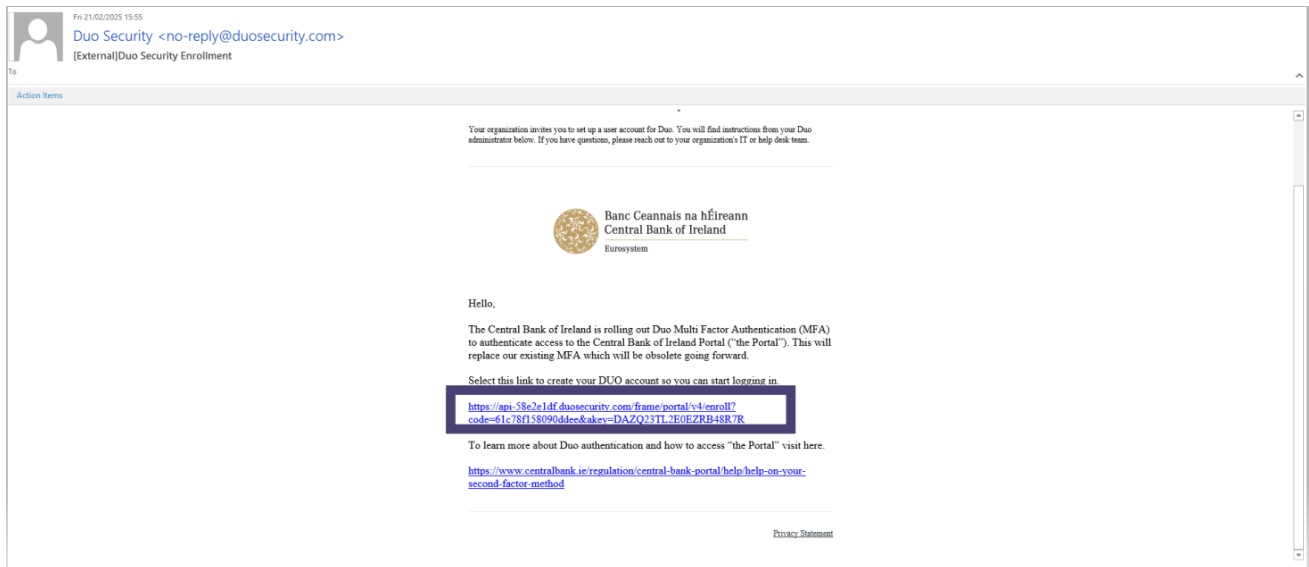 Fri 21/02/2025 15:55
Duo Security <no-reply@duosecurity.com>
[External]Duo Security Enrollment
To
Action Items
Your organization invites you to set up a user account for Duo. You will find instructions from your Duo
administrator below. If you have questions, please reach out to your organization's IT or help desk team.
Banc Ceannais na hÉireann
Central Bank of Ireland
Eurosystem
Hello,
The Central Bank of Ireland is rolling out Duo Multi Factor Authentication (MFA)
to authenticate access to the Central Bank of Ireland Portal (“the Portal”). This will
replace our existing MFA which will be obsolete going forward.
Select this link to create your DUO account so you can start logging in.
https://api-58e2e1df.duosecurity.com/frame/portal/v4/enroll?
code=61c78f158090ddee&akey=DAZQ23TL2E0EZRB48R7R
To learn more about Duo authentication and how to access “the Portal” visit here.
https://www.centralbank.ie/regulation/central-bank-portal/help/help-on-your-
second-factor-method
Privacy Statement